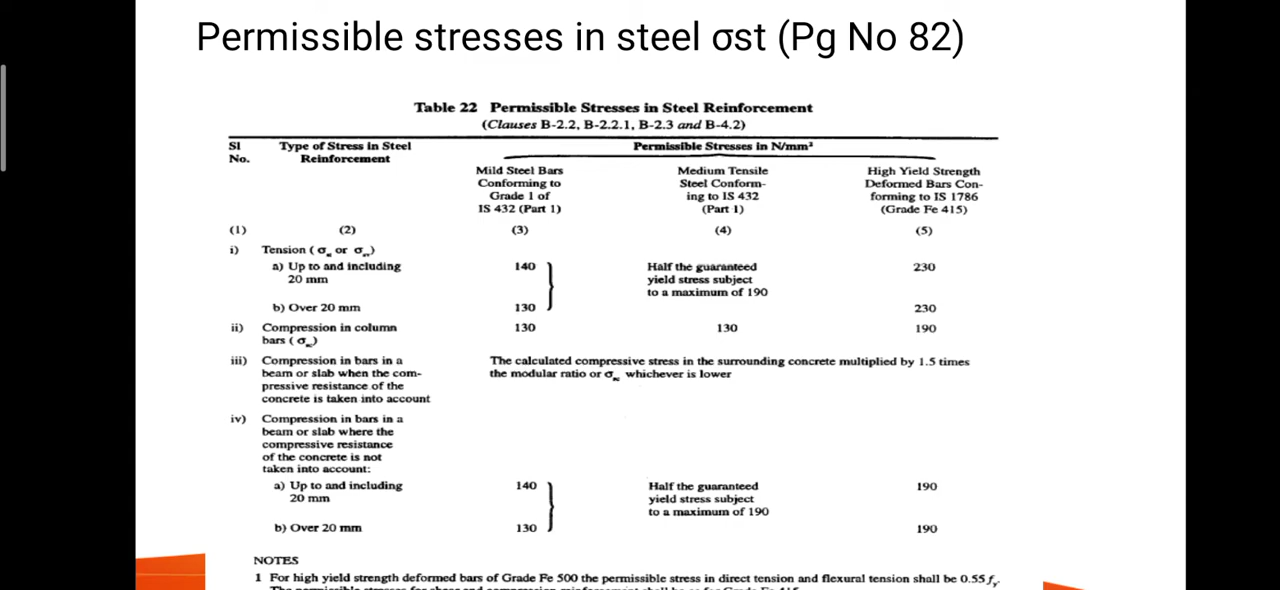 Permissible stresses in steel σst (Pg No 82)
Table 22 Permissible Stresses in Steel Reinforcement
(Clauses B-2.2, B-2.2.1, B-2.3 and B-4.2)
Sl No. Type of Stress in Steel Reinforcement Permissible Stresses in N/mm²
Mild Steel Bars Medium Tensile High Yield Strength
Conforming to Steel Conform- Deformed Bars Con-
Grade 1 of ing to IS 432 forming to IS 1786
IS 432 (Part 1) (Part 1) (Grade Fe 415)
(1) (2) (3) (4) (5)
i) Tension (σ or σ)
a) Up to and including 140 Half the guaranteed 230
20 mm yield stress subject
to a maximum of 190
b) Over 20 mm 130 230
ii) Compression in column 130 130 190
bars (σ)
iii) Compression in bars in a The calculated compressive stress in the surrounding concrete multiplied by 1.5 times
beam or slab when the com- the modular ratio or σ whichever is lower
pressive resistance of the
concrete is taken into account
iv) Compression in bars in a
beam or slab where the
compressive resistance
of the concrete is not
taken into account:
a) Up to and including 140 Half the guaranteed 190
20 mm yield stress subject
to a maximum of 190
b) Over 20 mm 130 190
NOTES
1 For high yield strength deformed bars of Grade Fe 500 the permissible stress in direct tension and flexural tension shall be 0.55 fy.